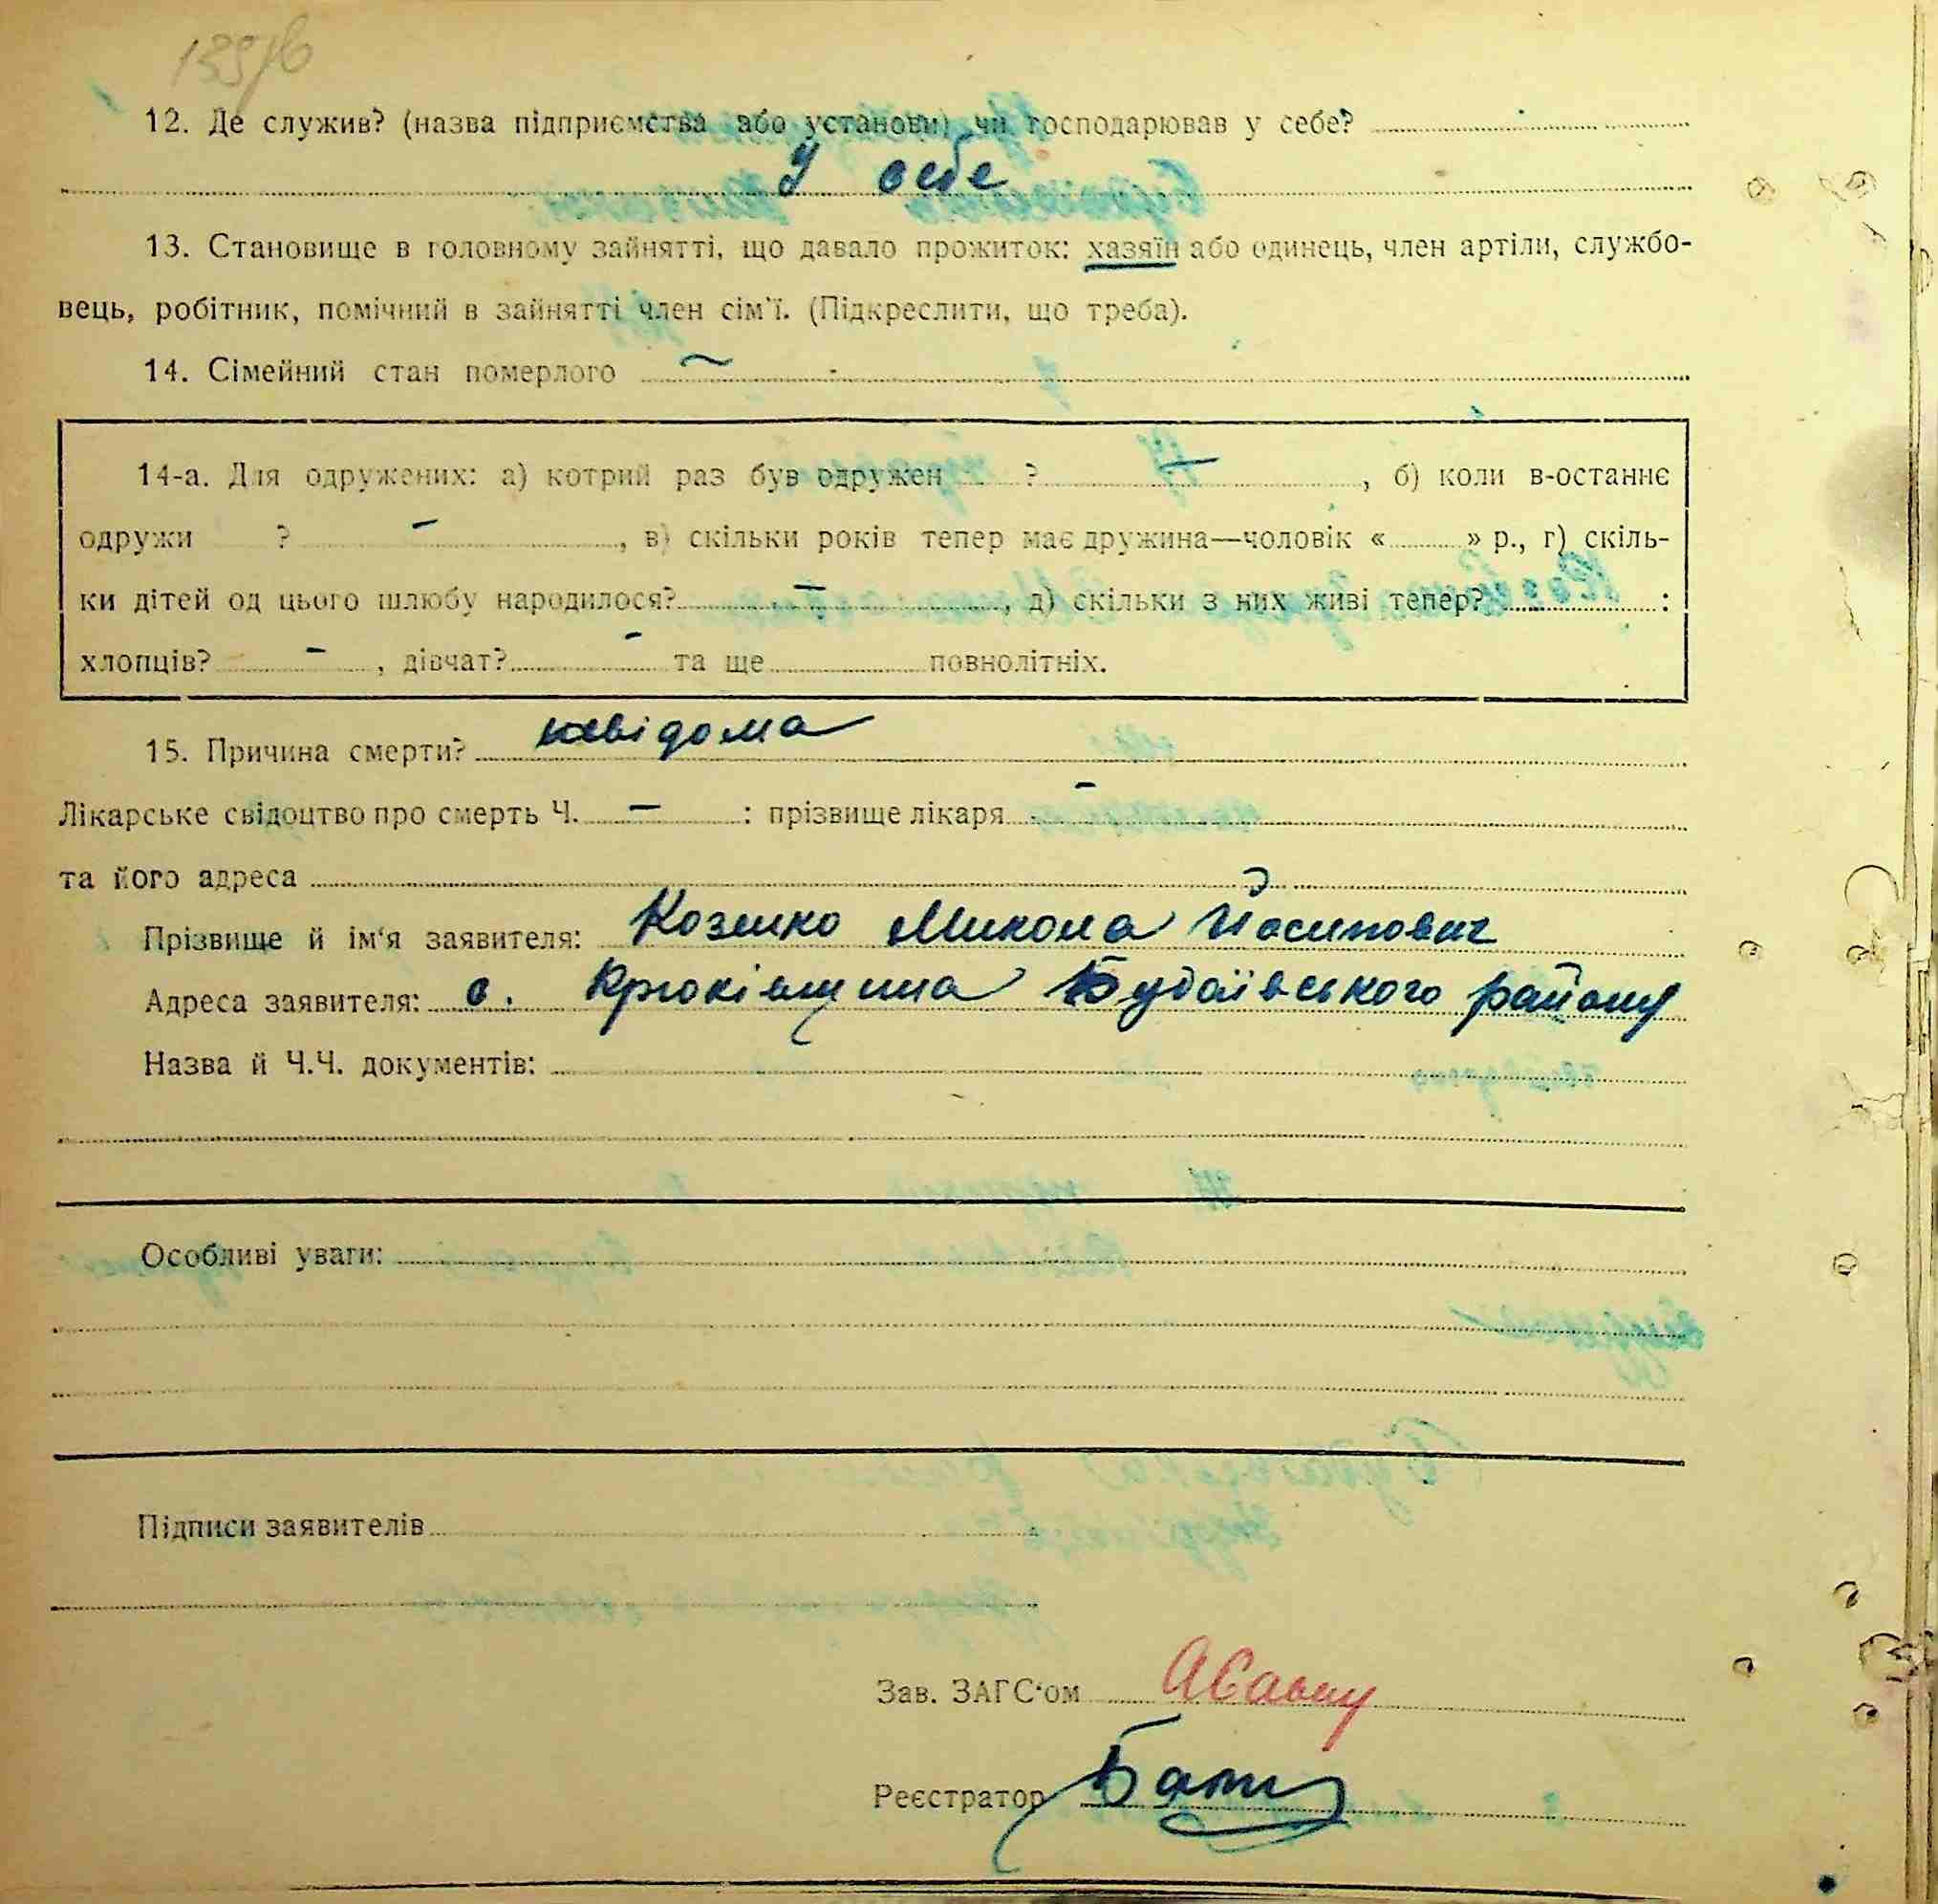 12. Де служив? (назва підприємства або установи) чи господарював у себе?
У себе
13. Становище в головному зайнятті, що давало прожиток: хазяїн або одинець, член артіли, службо-
вець, робітник, помічний в зайнятті член сім'ї. (Підкреслити, що треба).
14. Сімейний стан померлого ~
14-а. Для одружених: а) котрий раз був одружен ? —, б) коли в-останнє
одружи ? —, в) скільки років тепер має дружина—чоловік « » р., г) скіль-
ки дітей од цього шлюбу народилося? —, д) скільки з них живі тепер? :
хлопців? —, дівчат? — та ще повнолітніх.
15. Причина смерти? невідома
Лікарське свідоцтво про смерть Ч. — : прізвище лікаря —
та його адреса
Прізвище й ім'я заявителя: Микола Йосипович
Адреса заявителя: с. Крюківщина Будаївського району
Назва й Ч.Ч. документів:
Особливі уваги:
Підписи заявителів
Зав. ЗАГС'ом
Реєстратор